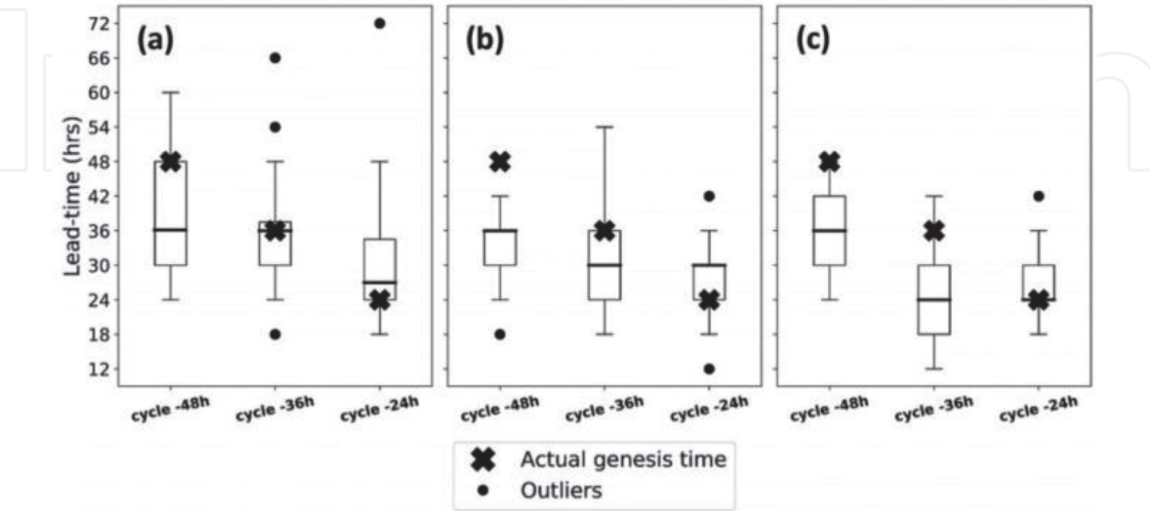 (a) (b) (c)
Lead-time (hrs)
72
66
60
54
48
42
36
30
24
18
12
cycle -48h cycle -36h cycle -24h cycle -48h cycle -36h cycle -24h cycle -48h cycle -36h cycle -24h
Actual genesis time
Outliers